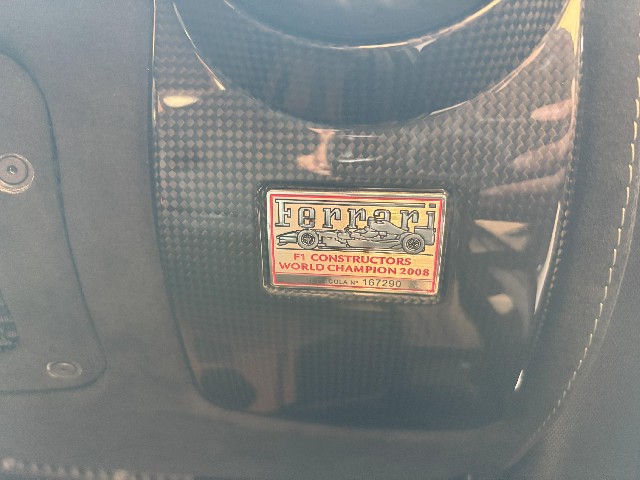 Ferrari
F1 CONSTRUCTORS
WORLD CHAMPION 2008
N° 167290